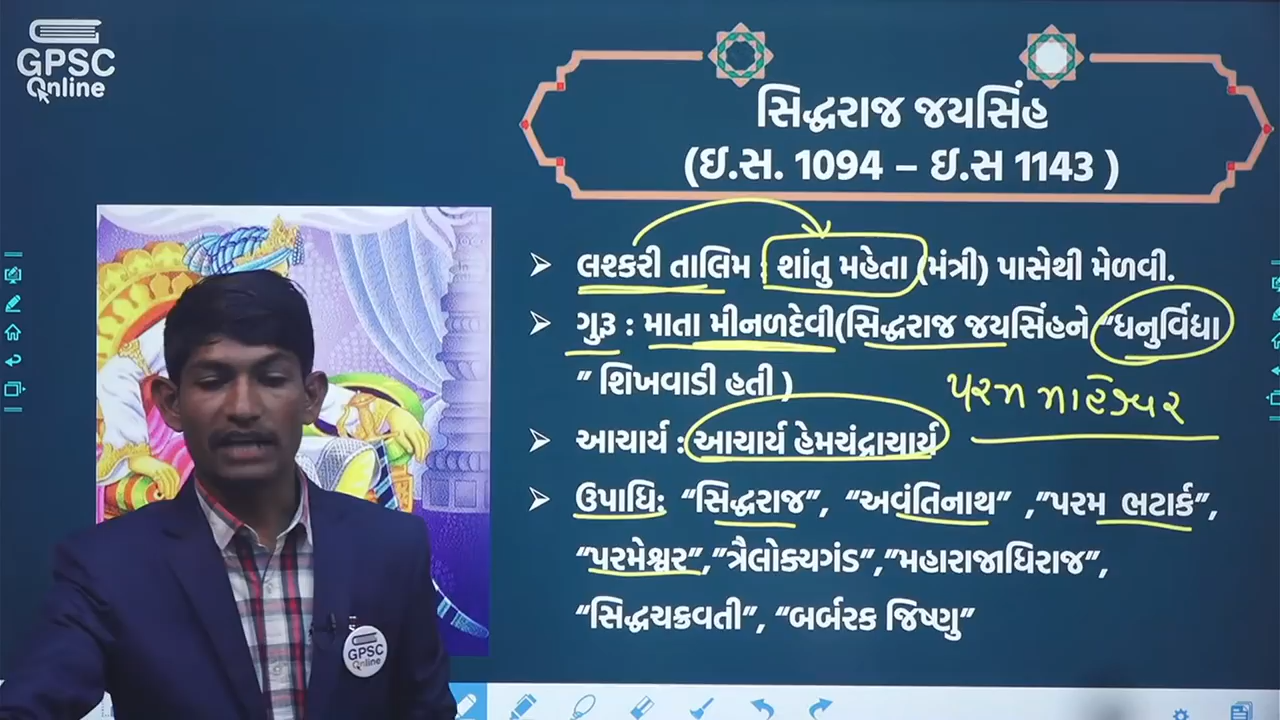 GPSC
Online
સિદ્ધરાજ જયસિંહ
(ઇ.સ. 1094 – ઇ.સ 1143 )
લશ્કરી તાલિમ : શાંતુ મહેતા (મંત્રી) પાસેથી મેળવી.
ગુરૂ : માતા મીનળદેવી(સિદ્ધરાજ જયસિંહને "ધનુર્વિધા
" શિખવાડી હતી )
પરમ માહેશ્વર
આચાર્ય : આચાર્ય હેમચંદ્રાચાર્ય
ઉપાધિ: "સિદ્ધરાજ", "અવંતિનાથ" ,"પરમ ભટાર્ક",
"પરમેશ્વર","ત્રૈલોક્યગંડ","મહારાજાધિરાજ",
"સિદ્ધચક્રવતી", "બર્બરક જિષ્ણુ"
GPSC
Online